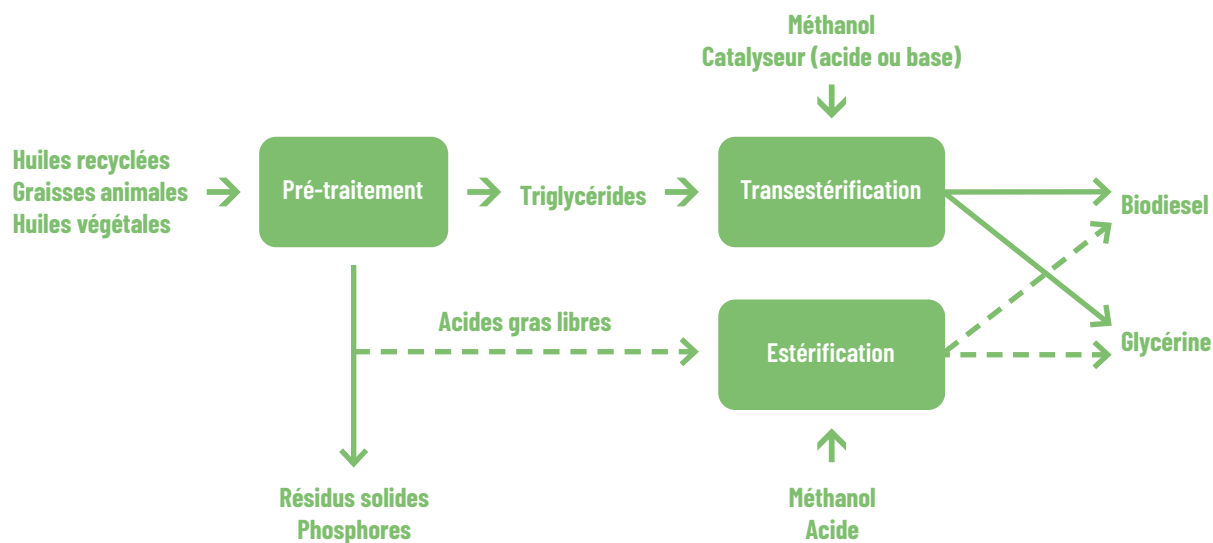 Méthanol
Catalyseur (acide ou base)
Huiles recyclées
Graisses animales
Huiles végétales
Pré-traitement
Triglycérides
Transestérification
Biodiesel
Acides gras libres
Estérification
Glycérine
Résidus solides
Phosphores
Méthanol
Acide